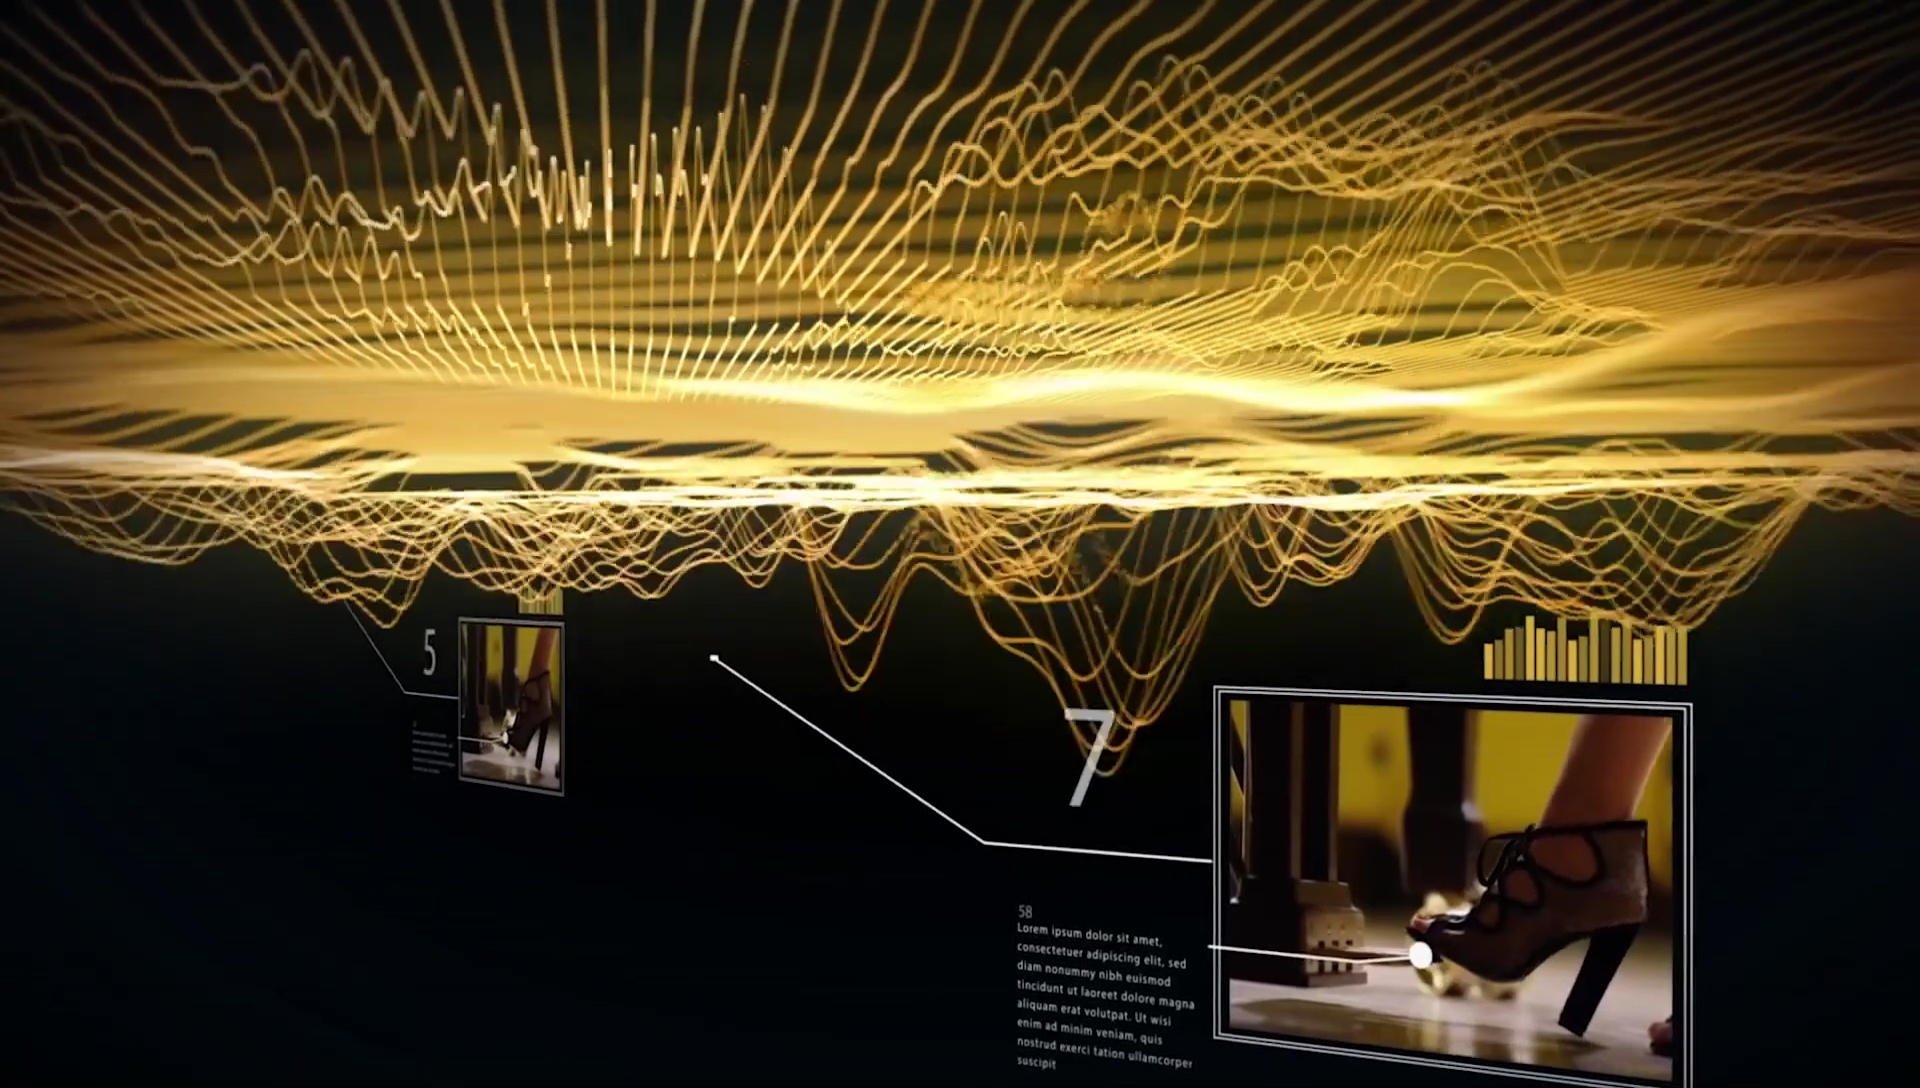 5
7
58
Lorem ipsum dolor sit amet,
consectetuer adipiscing elit, sed
diam nonummy nibh euismod
tincidunt ut laoreet dolore magna
aliquam erat volutpat. Ut wisi
enim ad minim veniam, quis
nostrud exerci tation ullamcorper
suscipit